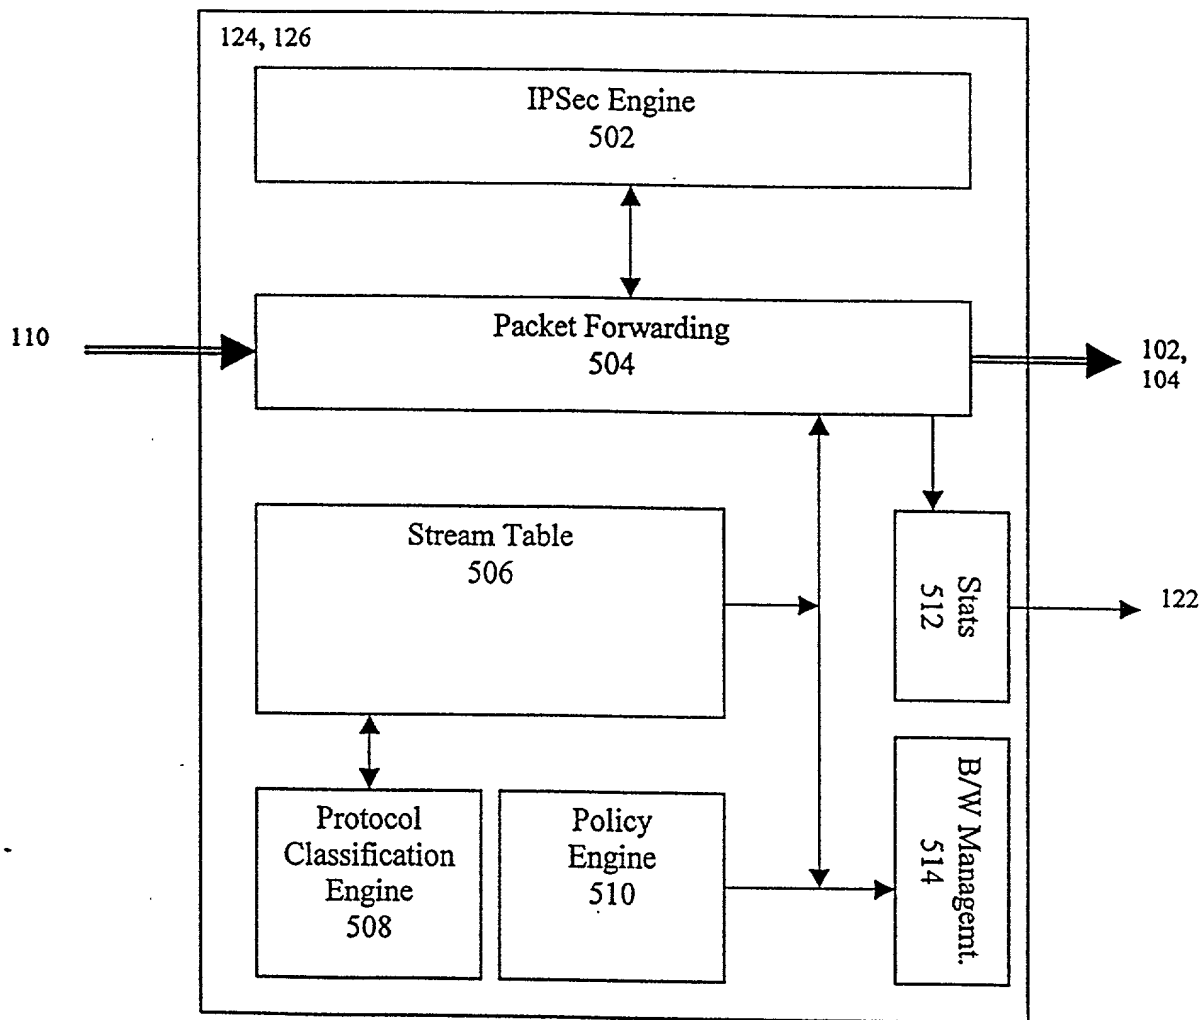 124, 126
IPSec Engine
502
110
Packet Forwarding
504
102,
104
Stream Table
506
Stats
512
122
Protocol
Classification
Engine
508
Policy
Engine
510
B/W Managemt.
514